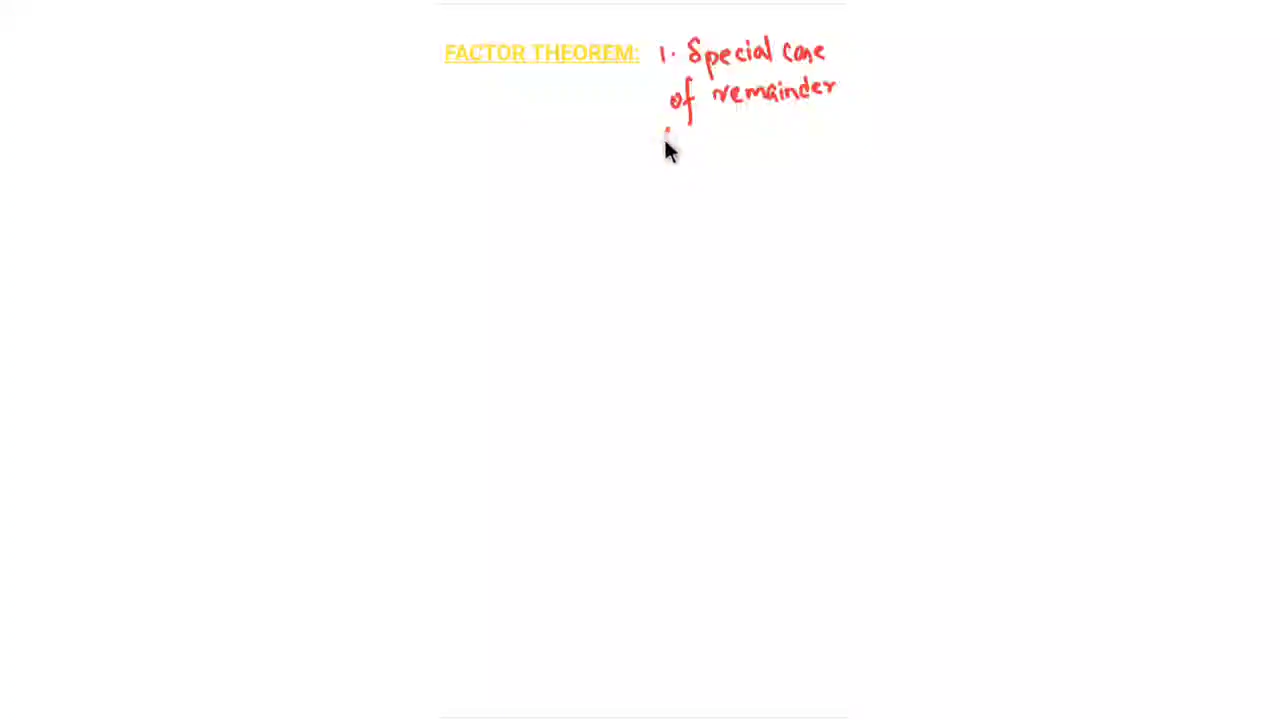 FACTOR THEOREM: 1. Special case
of remainder